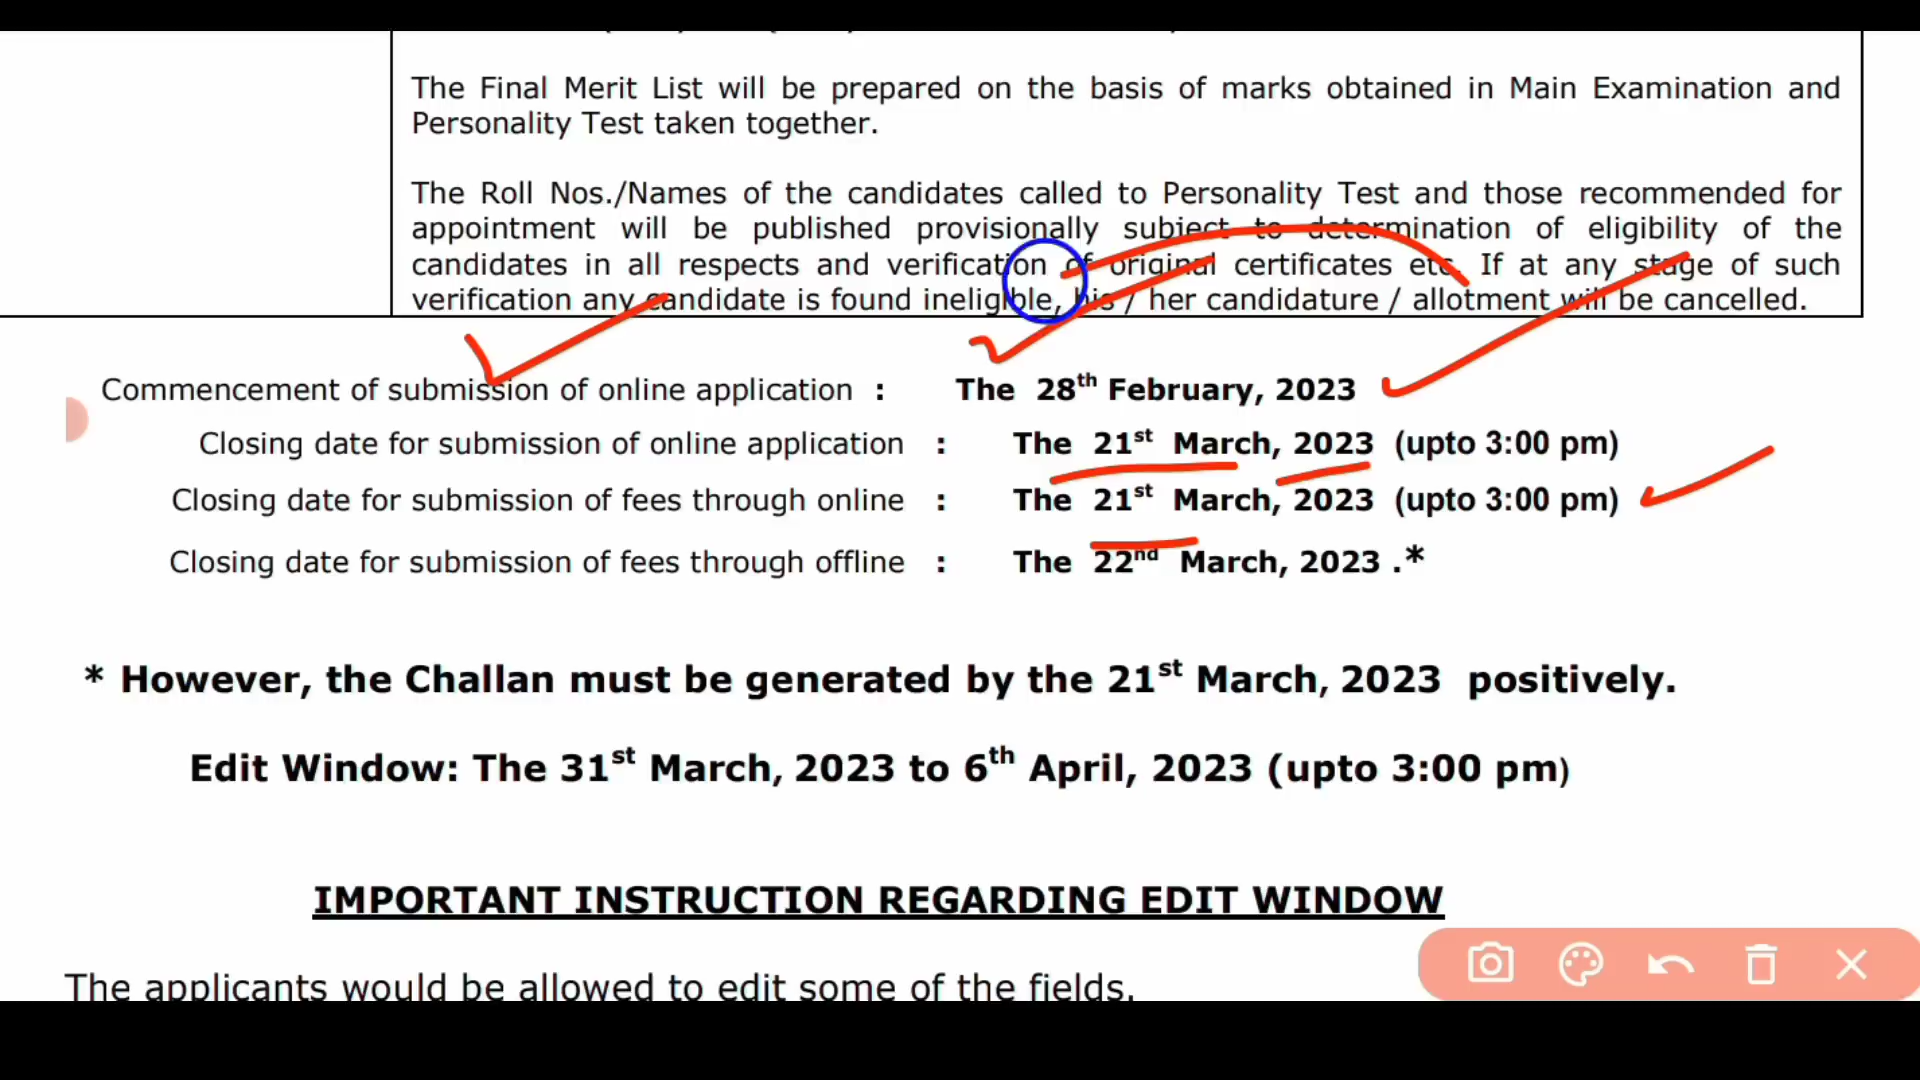 The Final Merit List will be prepared on the basis of marks obtained in Main Examination and
Personality Test taken together.
The Roll Nos./Names of the candidates called to Personality Test and those recommended for
appointment will be published provisionally subject to determination of eligibility of the
candidates in all respects and verification of original certificates etc. If at any stage of such
verification any candidate is found ineligible, his / her candidature / allotment will be cancelled.
Commencement of submission of online application : The 28th February, 2023
Closing date for submission of online application : The 21st March, 2023 (upto 3:00 pm)
Closing date for submission of fees through online : The 21st March, 2023 (upto 3:00 pm)
Closing date for submission of fees through offline : The 22nd March, 2023 .*
* However, the Challan must be generated by the 21st March, 2023 positively.
Edit Window: The 31st March, 2023 to 6th April, 2023 (upto 3:00 pm)
IMPORTANT INSTRUCTION REGARDING EDIT WINDOW
The applicants would be allowed to edit some of the fields.